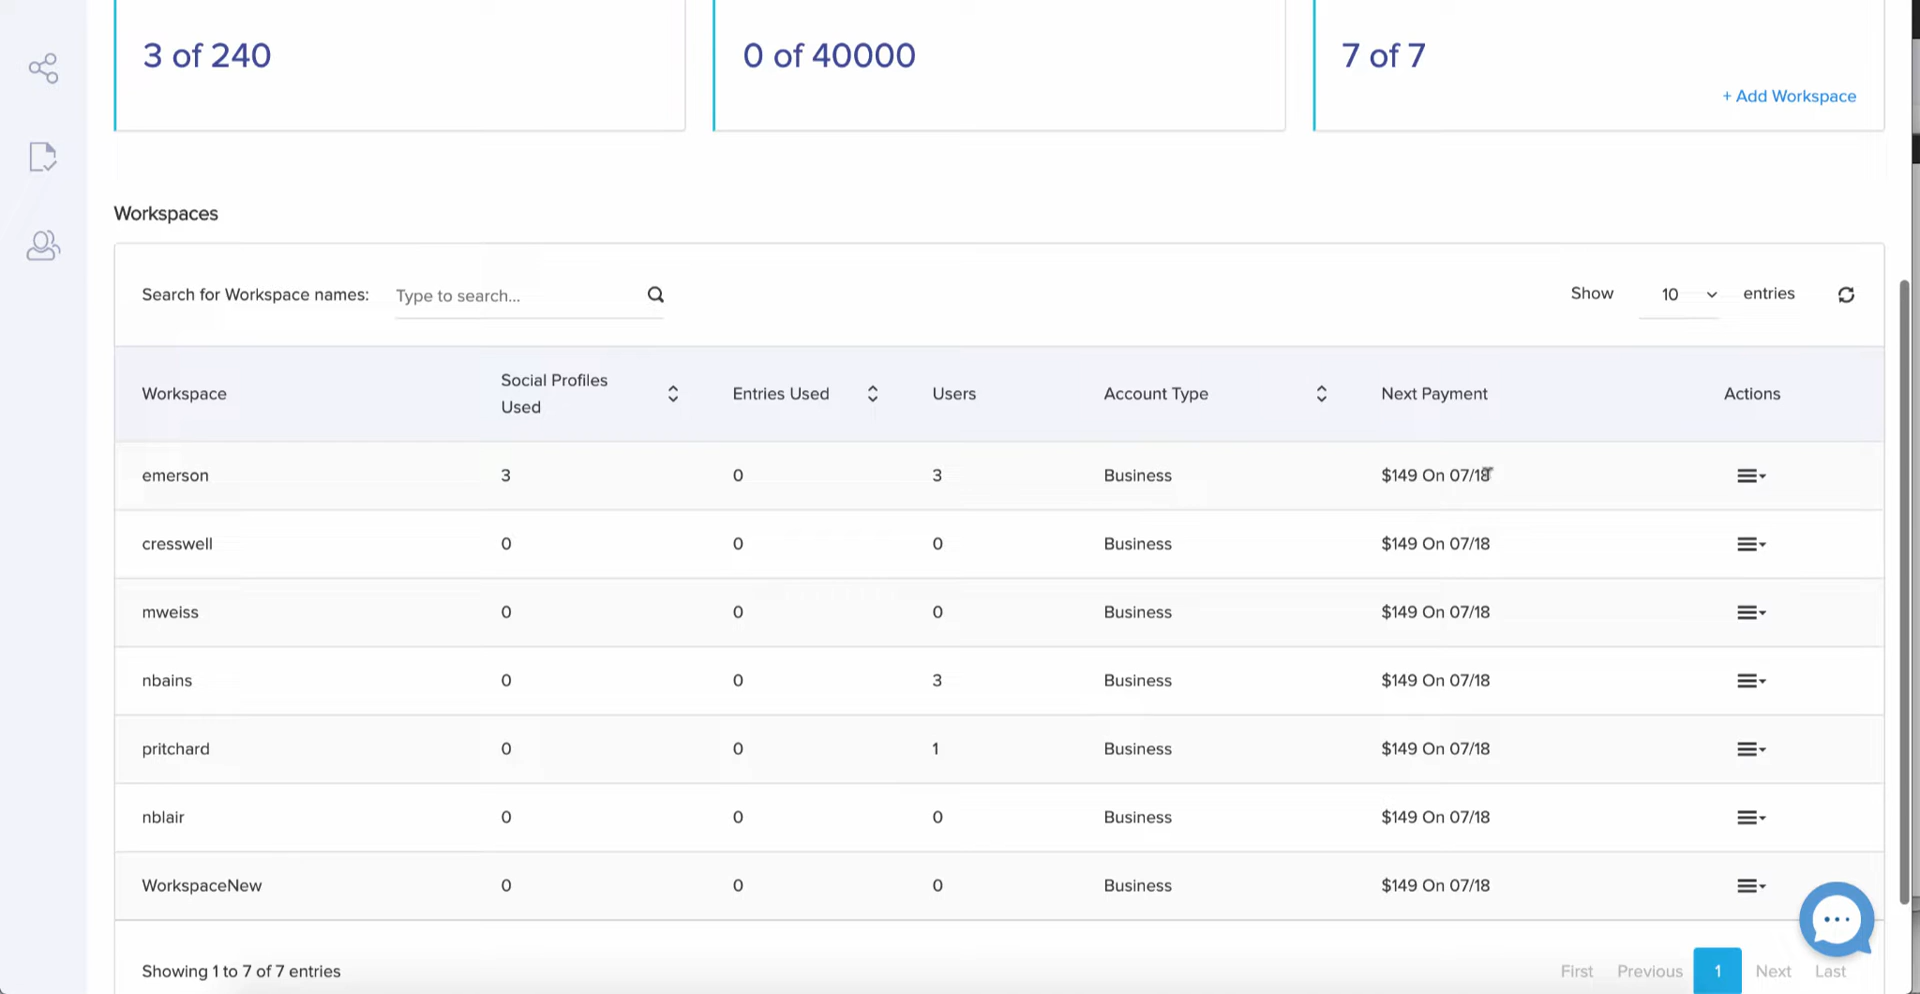 3 of 240
0 of 40000
7 of 7
+ Add Workspace
Workspaces
Search for Workspace names: Type to search... Show 10 entries
Workspace Social Profiles Used Entries Used Users Account Type Next Payment Actions
emerson 3 0 3 Business $149 On 07/18
cresswell 0 0 0 Business $149 On 07/18
mweiss 0 0 0 Business $149 On 07/18
nbains 0 0 3 Business $149 On 07/18
pritchard 0 0 1 Business $149 On 07/18
nblair 0 0 0 Business $149 On 07/18
WorkspaceNew 0 0 0 Business $149 On 07/18
Showing 1 to 7 of 7 entries First Previous 1 Next Last